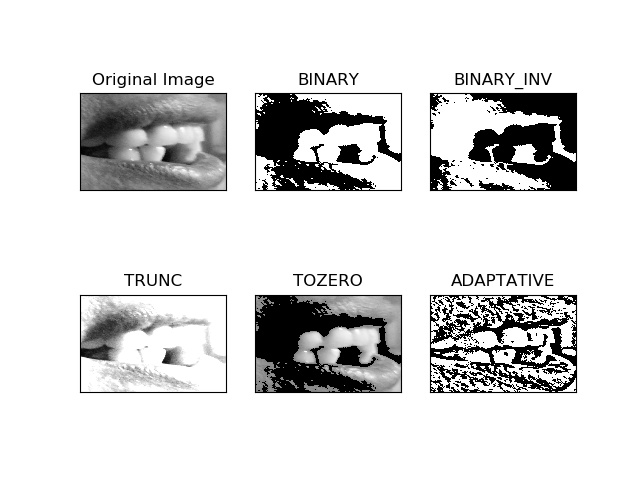 Original Image
BINARY
BINARY_INV
TRUNC
TOZERO
ADAPTATIVE